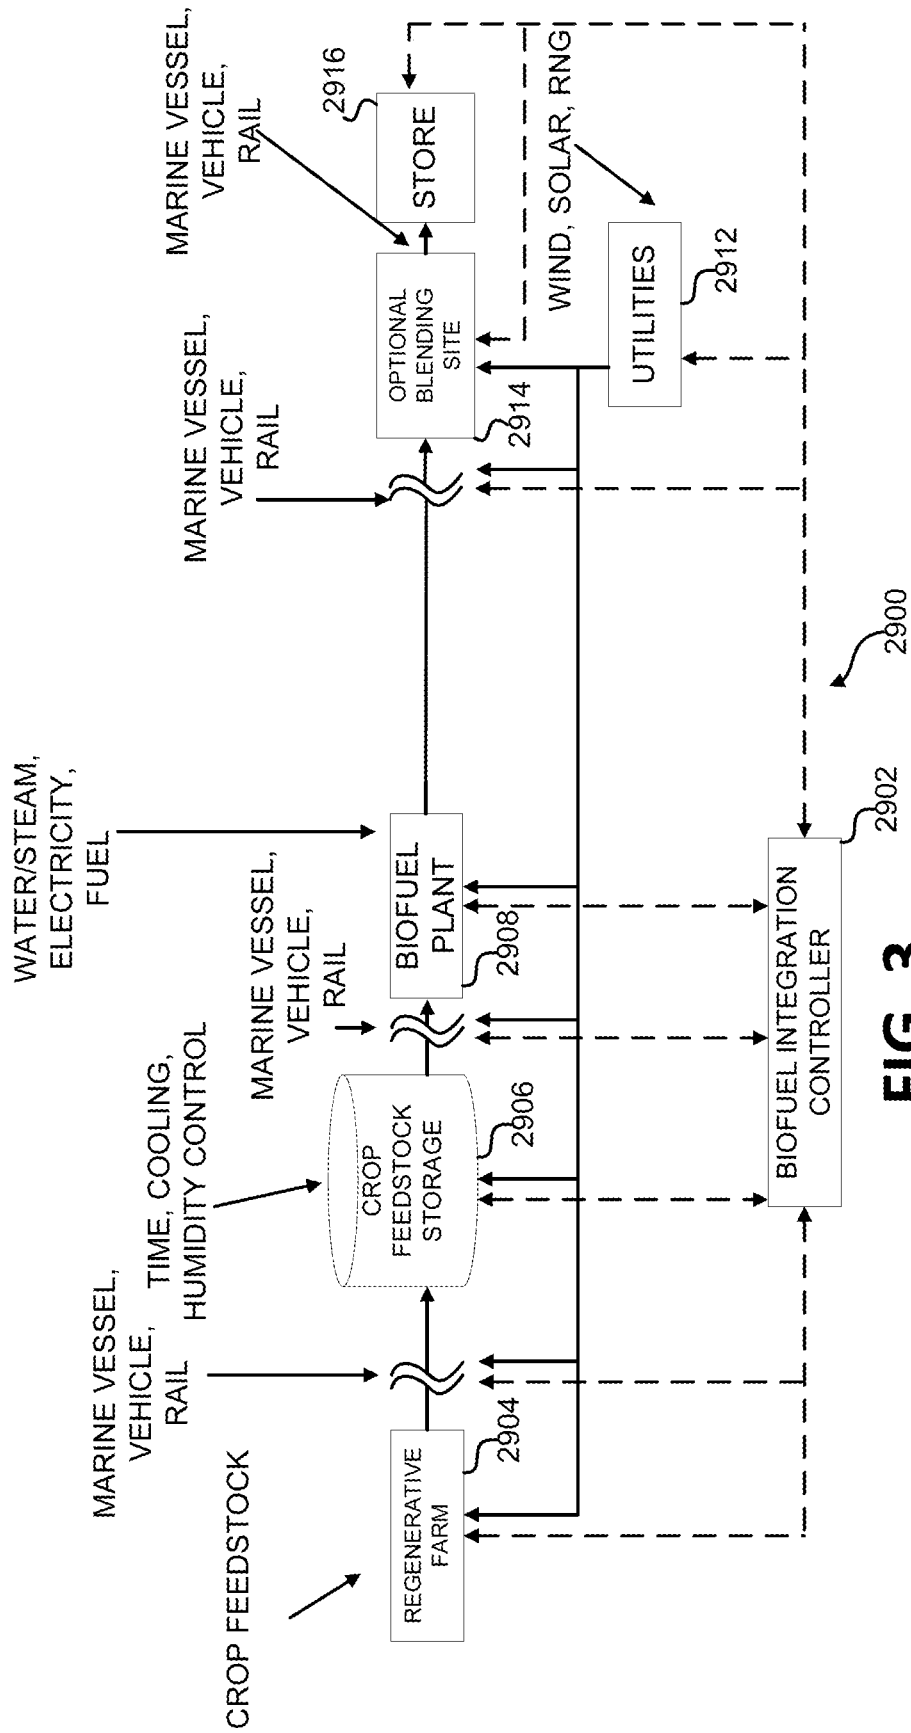 CROP FEEDSTOCK
MARINE VESSEL,
VEHICLE,
RAIL
TIME, COOLING,
HUMIDITY CONTROL
MARINE VESSEL,
VEHICLE,
RAIL
WATER/STEAM,
ELECTRICITY,
FUEL
MARINE VESSEL,
VEHICLE,
RAIL
MARINE VESSEL,
VEHICLE,
RAIL
REGENERATIVE
FARM
2904
CROP
FEEDSTOCK
STORAGE
2906
BIOFUEL
PLANT
2908
OPTIONAL
BLENDING
SITE
2914
STORE
2916
WIND, SOLAR, RNG
UTILITIES
2912
BIOFUEL INTEGRATION
CONTROLLER
2902
2900
FIG. 3